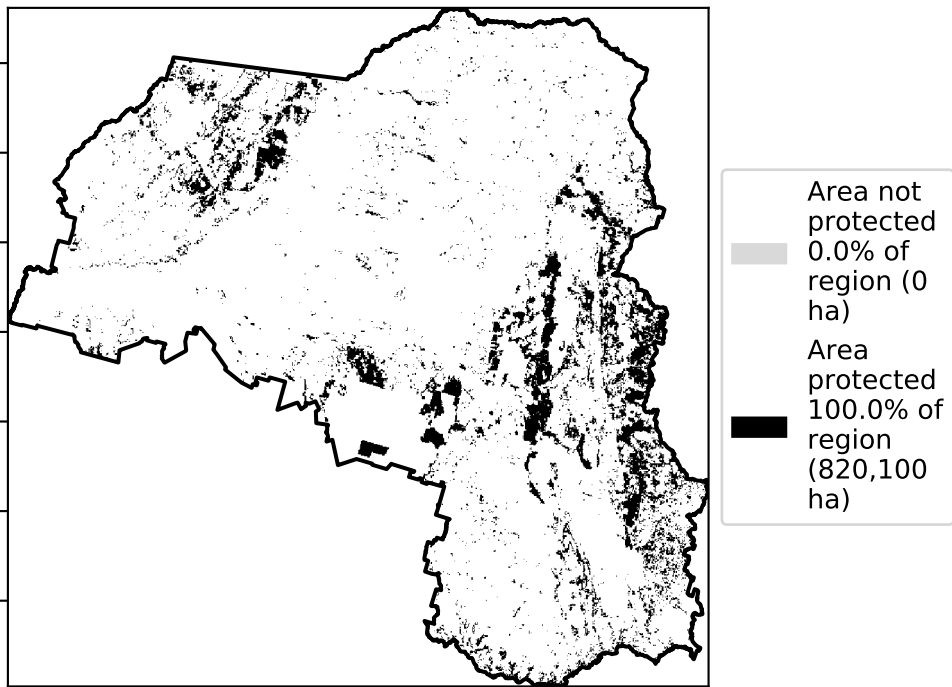 Area not
protected
0.0% of
region (0
ha)
Area
protected
100.0% of
region
(820,100
ha)